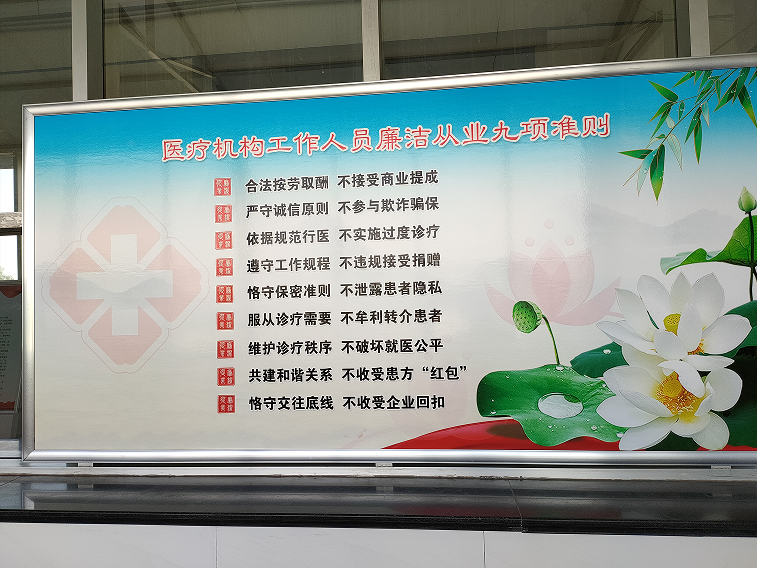 医疗机构工作人员廉洁从业九项准则
合法按劳取酬 不接受商业提成
严守诚信原则 不参与欺诈骗保
依据规范行医 不实施过度诊疗
遵守工作规程 不违规接受捐赠
恪守保密准则 不泄露患者隐私
服从诊疗需要 不牟利转介患者
维护诊疗秩序 不破坏就医公平
共建和谐关系 不收受患方“红包”
恪守交往底线 不收受企业回扣